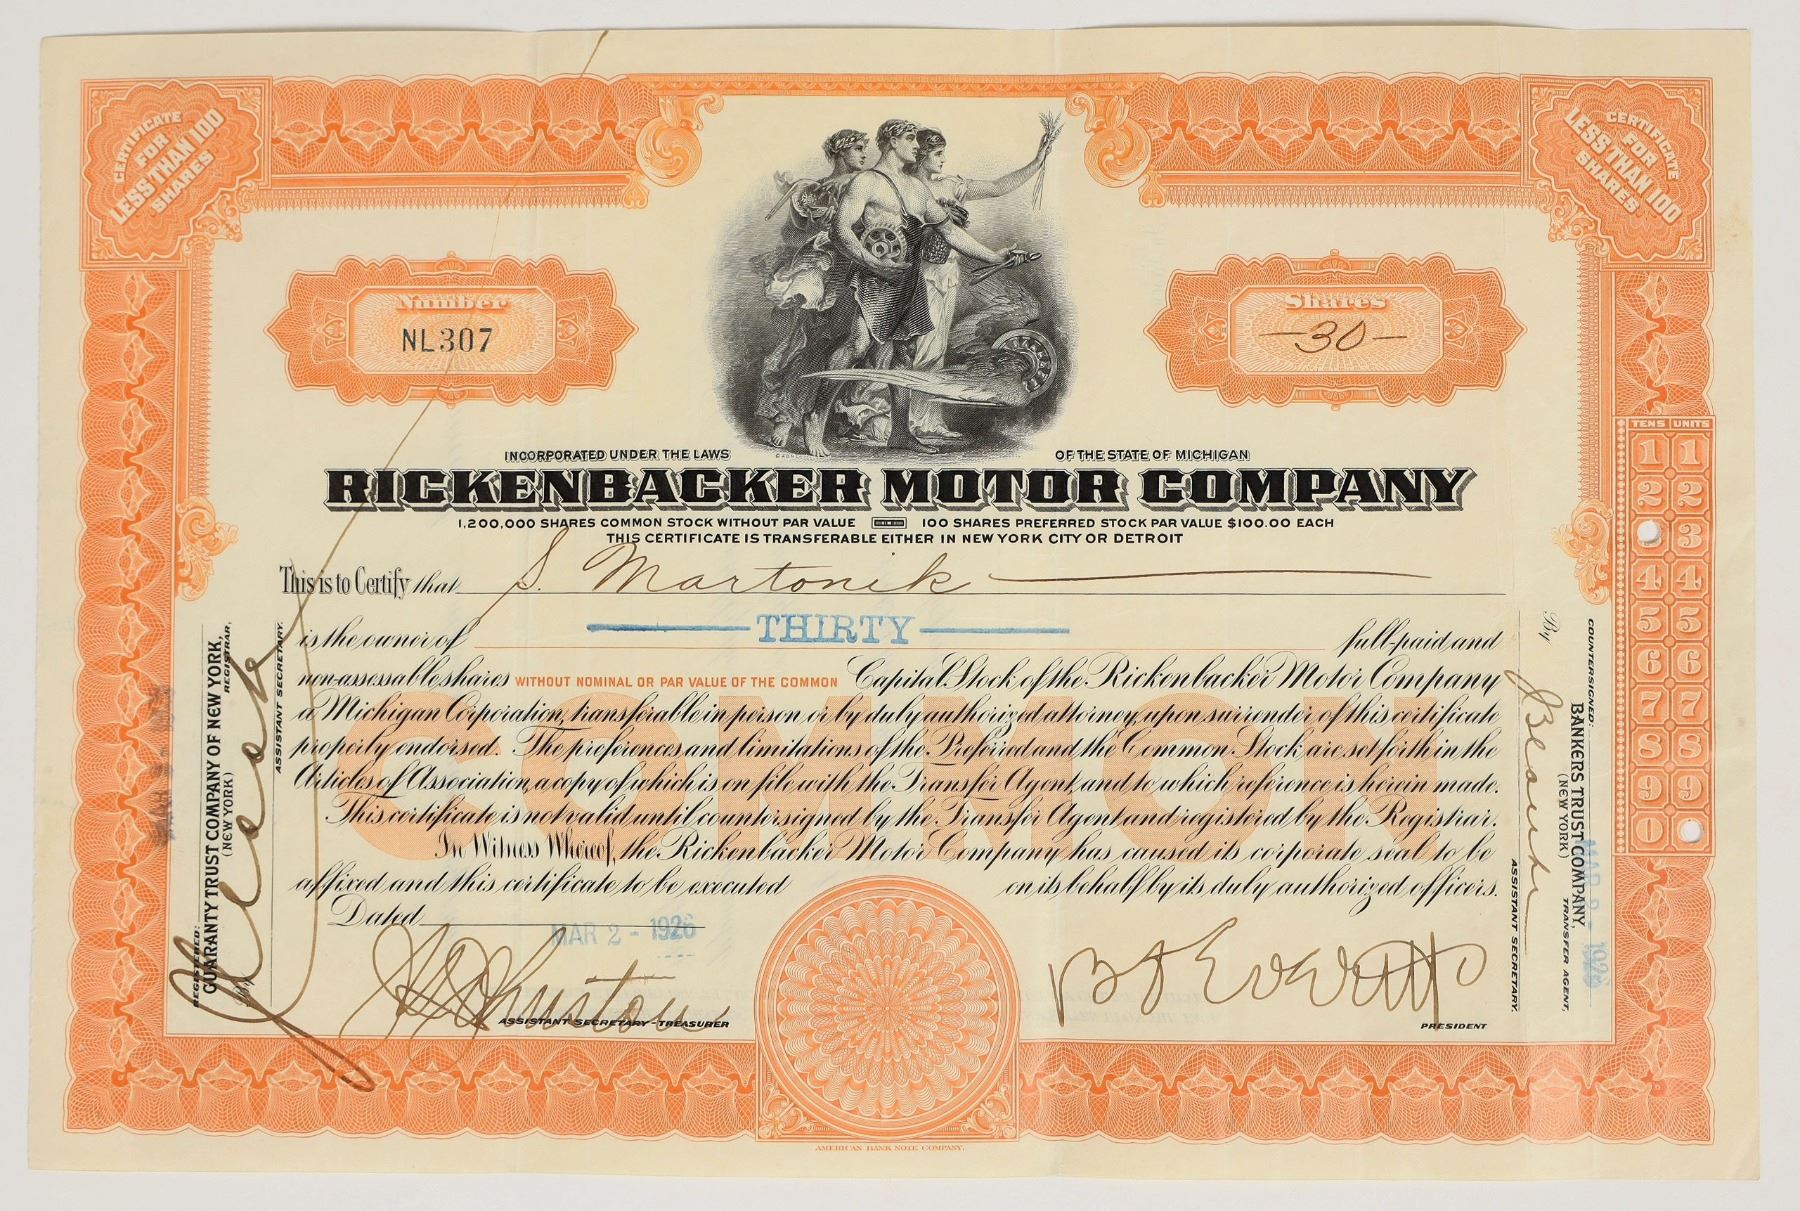 CERTIFICATE
FOR
LESS THAN 100
SHARES
CERTIFICATE
FOR
LESS THAN 100
SHARES
Number
NL307
Shares
—30—
INCORPORATED UNDER THE LAWS OF THE STATE OF MICHIGAN
RICKENBACKER MOTOR COMPANY
1,200,000 SHARES COMMON STOCK WITHOUT PAR VALUE 100 SHARES PREFERRED STOCK PAR VALUE $100.00 EACH
THIS CERTIFICATE IS TRANSFERABLE EITHER IN NEW YORK CITY OR DETROIT
This is to Certify that S. Martonik
is the owner of THIRTY full-paid and
non-assessable shares WITHOUT NOMINAL OR PAR VALUE OF THE COMMON Capital Stock of the Rickenbacker Motor Company
a Michigan Corporation, transferable in person or by duly authorized attorney, upon surrender of this certificate
properly endorsed. The preferences and limitations of the Preferred and the Common Stock are set forth in the
Articles of Association, a copy of which is on file with the Transfer Agent, and to which reference is herein made.
This certificate is not valid until countersigned by the Transfer Agent and registered by the Registrar.
In Witness Whereof, the Rickenbacker Motor Company has caused its corporate seal to be
affixed and this certificate to be executed on its behalf by its duly authorized officers.
COMMON
Dated MAR 2 - 1926
ASSISTANT SECRETARY-TREASURER
B F Everitt
PRESIDENT
REGISTERED:
GUARANTY TRUST COMPANY OF NEW YORK,
(NEW YORK) REGISTRAR,
By
ASSISTANT SECRETARY.
COUNTERSIGNED:
BANKERS TRUST COMPANY,
(NEW YORK) TRANSFER AGENT,
By
ASSISTANT SECRETARY.
MAR 2 - 1926
TENS UNITS
1 1
2 2
3
4 4
5 5
6 6
7 7
8 8
9 9
0
AMERICAN BANK NOTE COMPANY.